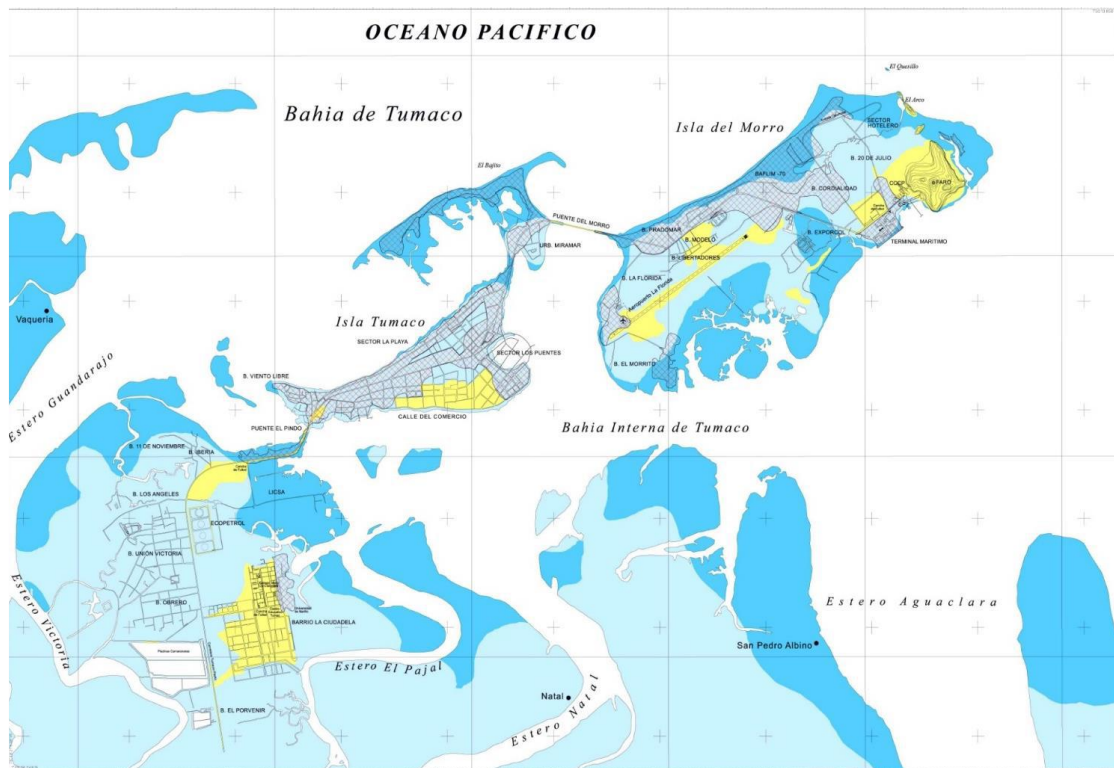 OCEANO PACIFICO
El Quesillo
El Arco
Bahia de Tumaco
Isla del Morro
SECTOR
HOTELERO
El Bajito
B. 20 DE JULIO
BAFLIM -70
B. CORDIALIDAD
CCCP
FARO
PUENTE DEL MORRO
B. PRADOMAR
B. MODELO
B. EXPORCOL
TERMINAL MARITIMO
URB. MIRAMAR
B. LIBERTADORES
B. LA FLORIDA
Aeropuerto La Florida
Vaquería
Isla Tumaco
SECTOR LA PLAYA
SECTOR LOS PUENTES
B. EL MORRITO
Estero Guandarajo
B. VIENTO LIBRE
CALLE DEL COMERCIO
PUENTE EL PINDO
Bahia Interna de Tumaco
B. 11 DE NOVIEMBRE
B. IBERIA
B. LOS ANGELES
LICSA
ECOPETROL
B. UNIÓN VICTORIA
Estero Victoria
B. OBRERO
BARRIO LA CIUDADELA
Estero Aguaclara
San Pedro Albino
Estero El Pajal
Natal
Estero Natal
B. EL PORVENIR